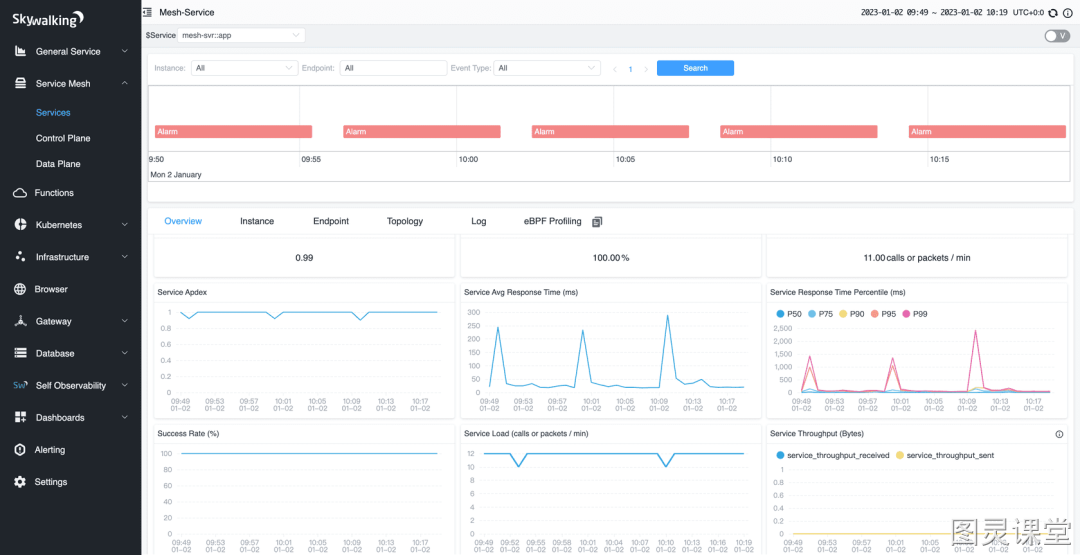 Skywalking
Mesh-Service
2023-01-02 09:49 ~ 2023-01-02 10:19 UTC+0:0
General Service
Service Mesh
Services
Control Plane
Data Plane
Functions
Kubernetes
Infrastructure
Browser
Gateway
Database
Self Observability
Dashboards
Alerting
Settings
$Service mesh-svr::app V
Instance: All Endpoint: All Event Type: All 1 Search
Alarm Alarm Alarm Alarm Alarm
9:50 09:55 10:00 10:05 10:10 10:15
Mon 2 January
Overview Instance Endpoint Topology Log eBPF Profiling
0.99 100.00% 11.00calls or packets / min
Service Apdex
1
0.8
0.6
0.4
0.2
0
09:49 09:53 09:57 10:01 10:05 10:09 10:13 10:17
01-02 01-02 01-02 01-02 01-02 01-02 01-02 01-02
Service Avg Response Time (ms)
300
250
200
150
100
50
0
09:49 09:53 09:57 10:01 10:05 10:09 10:13 10:17
01-02 01-02 01-02 01-02 01-02 01-02 01-02 01-02
Service Response Time Percentile (ms)
P50 P75 P90 P95 P99
2,500
2,000
1,500
1,000
500
0
09:49 09:53 09:57 10:01 10:05 10:09 10:13 10:17
01-02 01-02 01-02 01-02 01-02 01-02 01-02 01-02
Success Rate (%)
100
80
60
40
20
0
09:49 09:53 09:57 10:01 10:05 10:09 10:13 10:17
01-02 01-02 01-02 01-02 01-02 01-02 01-02 01-02
Service Load (calls or packets / min)
12
10
8
6
4
2
0
09:49 09:52 09:55 09:58 10:01 10:04 10:07 10:10 10:13 10:16 10:19
01-02 01-02 01-02 01-02 01-02 01-02 01-02 01-02 01-02 01-02 01-02
Service Throughput (Bytes)
service_throughput_received service_throughput_sent
1
0.8
0.6
0.4
0.2
0
09:49 09:53 09:57 10:01 10:05
01-02 01-02 01-02 01-02 01-02
图灵课堂